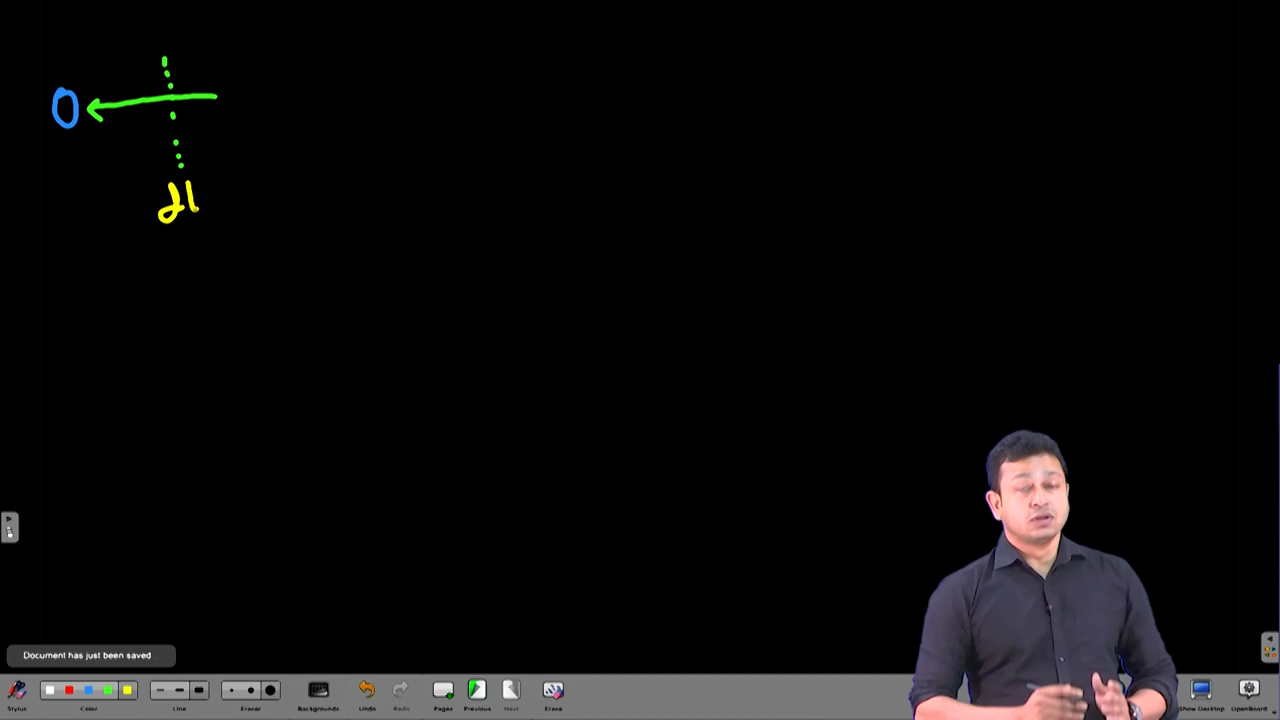 O
dl
Document has just been saved
Stylus Color Line Eraser Backgrounds Undo Redo Pages Previous Next Erase Show Desktop OpenBoard